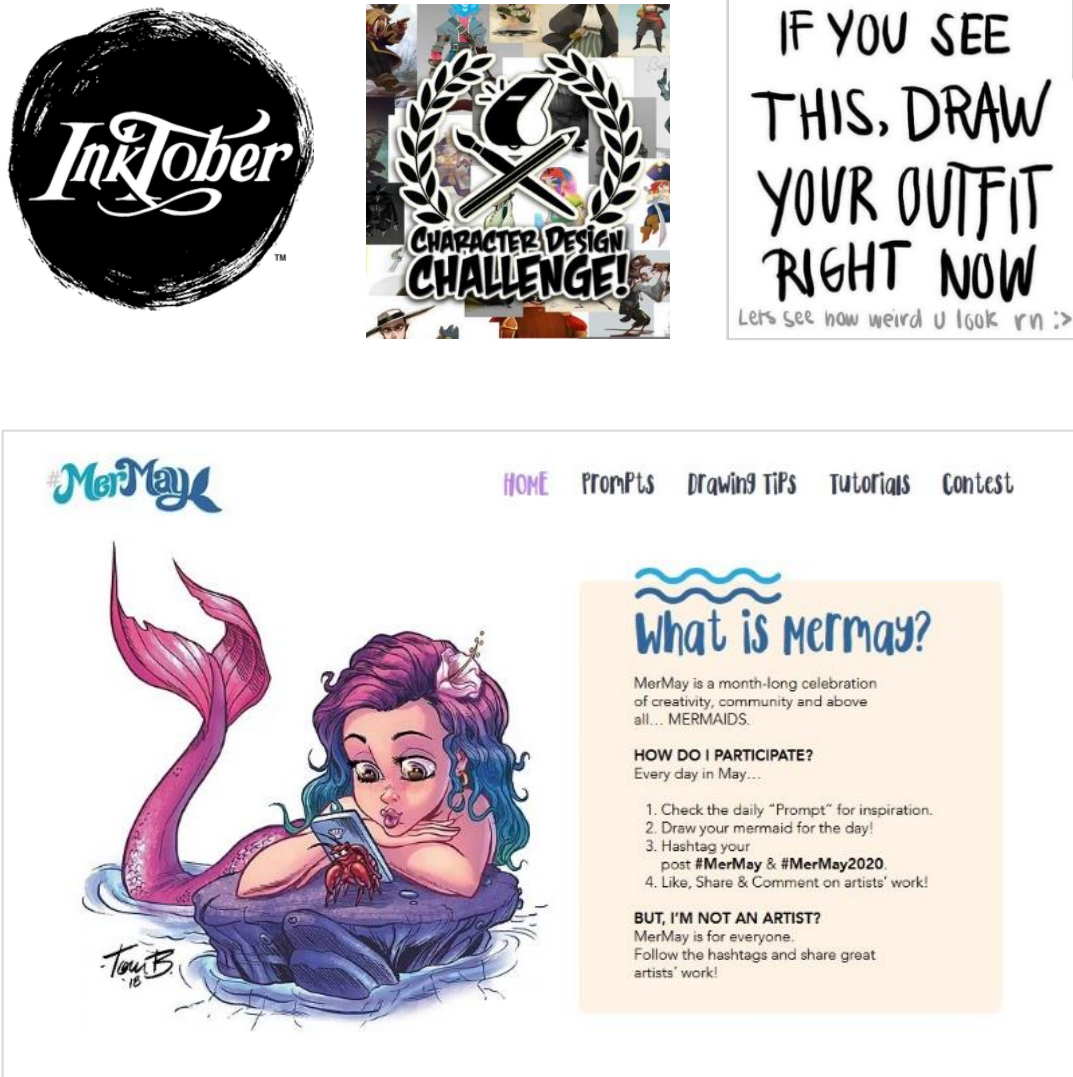 InkTober
TM
CHARACTER DESIGN
CHALLENGE!
IF YOU SEE
THIS, DRAW
YOUR OUTFIT
RIGHT NOW
Lets see how weird u look rn :>
#MerMay
HOME Prompts Drawing Tips Tutorials Contest
What is Mermay?
MerMay is a month-long celebration
of creativity, community and above
all... MERMAIDS.
HOW DO I PARTICIPATE?
Every day in May...
1. Check the daily “Prompt” for inspiration.
2. Draw your mermaid for the day!
3. Hashtag your
post #MerMay & #MerMay2020.
4. Like, Share & Comment on artists’ work!
BUT, I’M NOT AN ARTIST?
MerMay is for everyone.
Follow the hashtags and share great
artists’ work!
Tom B.
'18